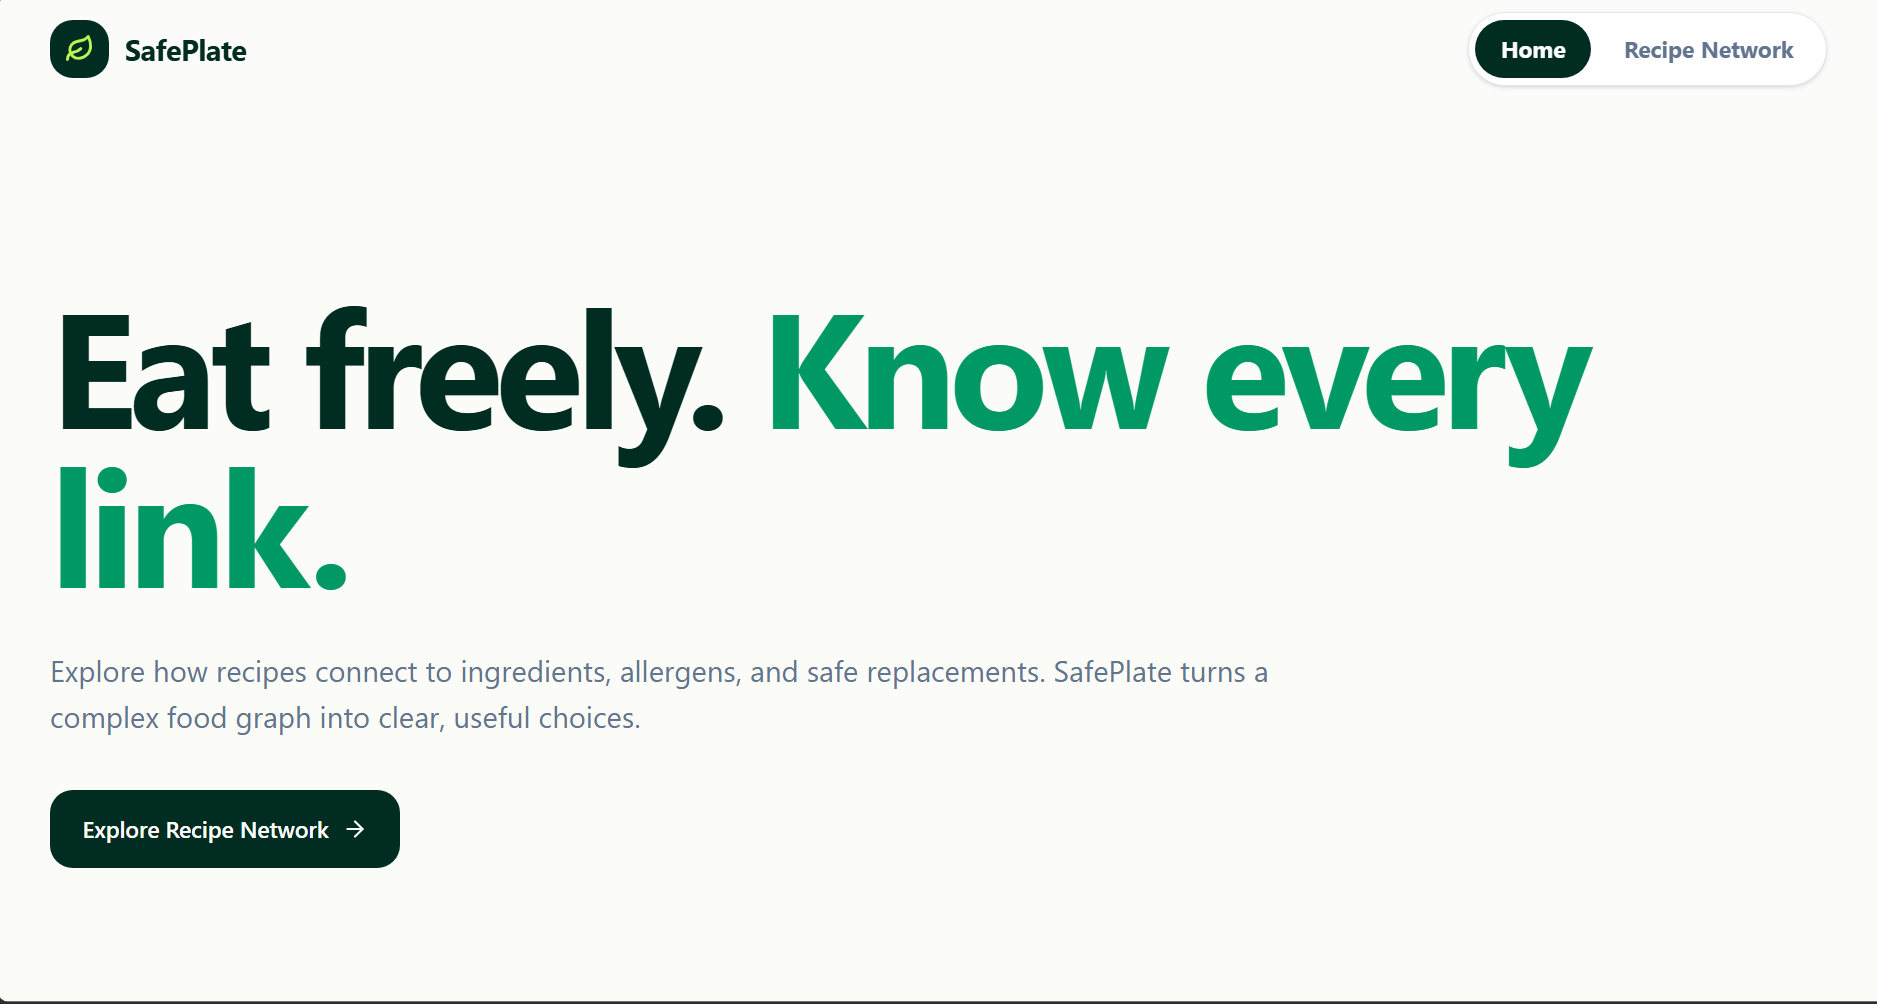 SafePlate
Home
Recipe Network
Eat freely. Know every
link.
Explore how recipes connect to ingredients, allergens, and safe replacements. SafePlate turns a
complex food graph into clear, useful choices.
Explore Recipe Network